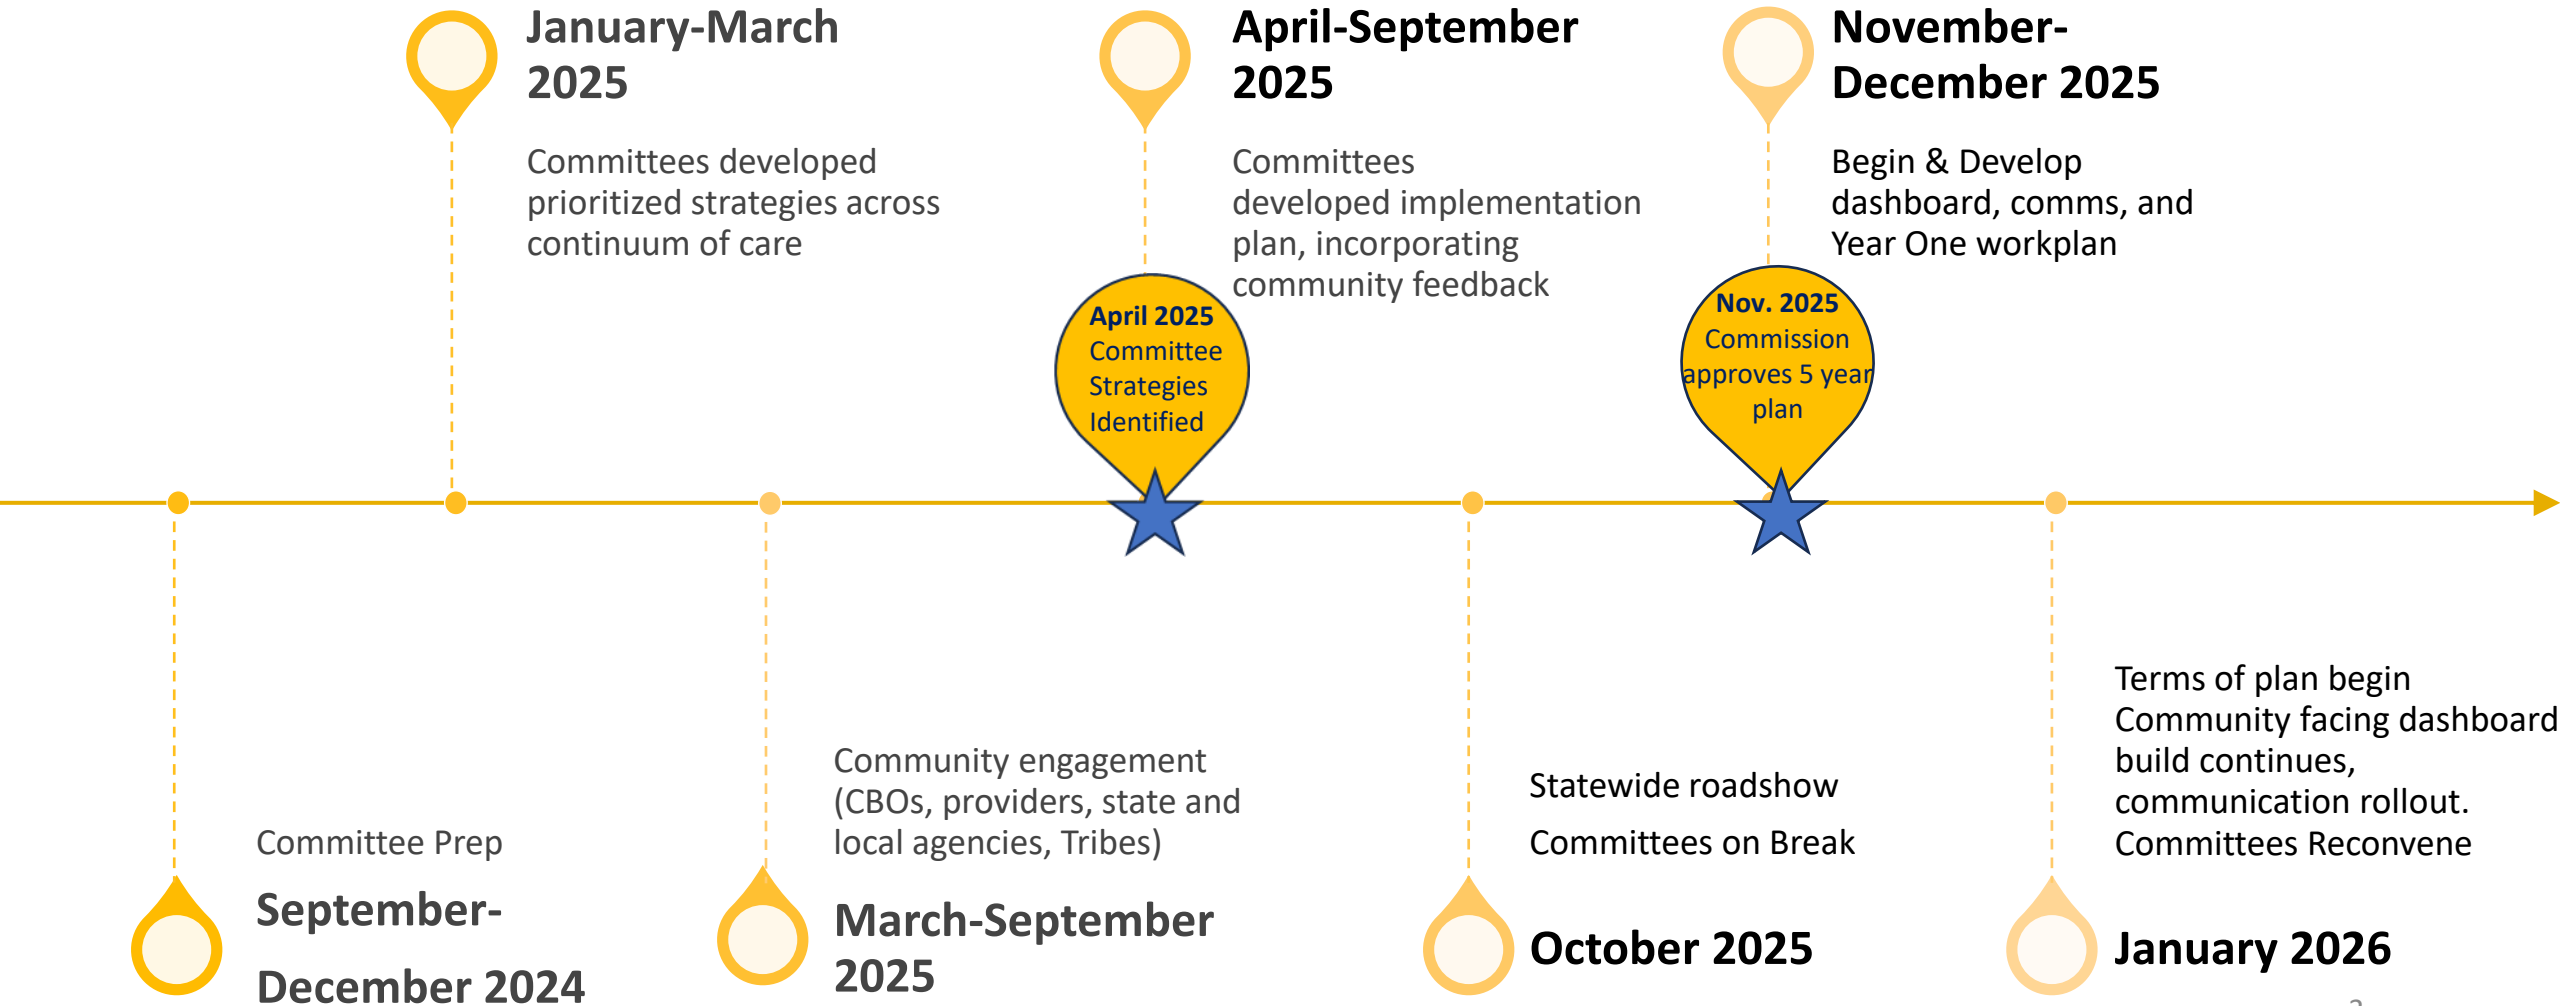 January-March
2025
Committees developed
prioritized strategies across
continuum of care
April-September
2025
Committees
developed implementation
plan, incorporating
community feedback
November-
December 2025
Begin & Develop
dashboard, comms, and
Year One workplan
April 2025
Committee
Strategies
Identified
Nov. 2025
Commission
approves 5 year
plan
Committee Prep
September-
December 2024
Community engagement
(CBOs, providers, state and
local agencies, Tribes)
March-September
2025
Statewide roadshow
Committees on Break
October 2025
Terms of plan begin
Community facing dashboard
build continues,
communication rollout.
Committees Reconvene
January 2026